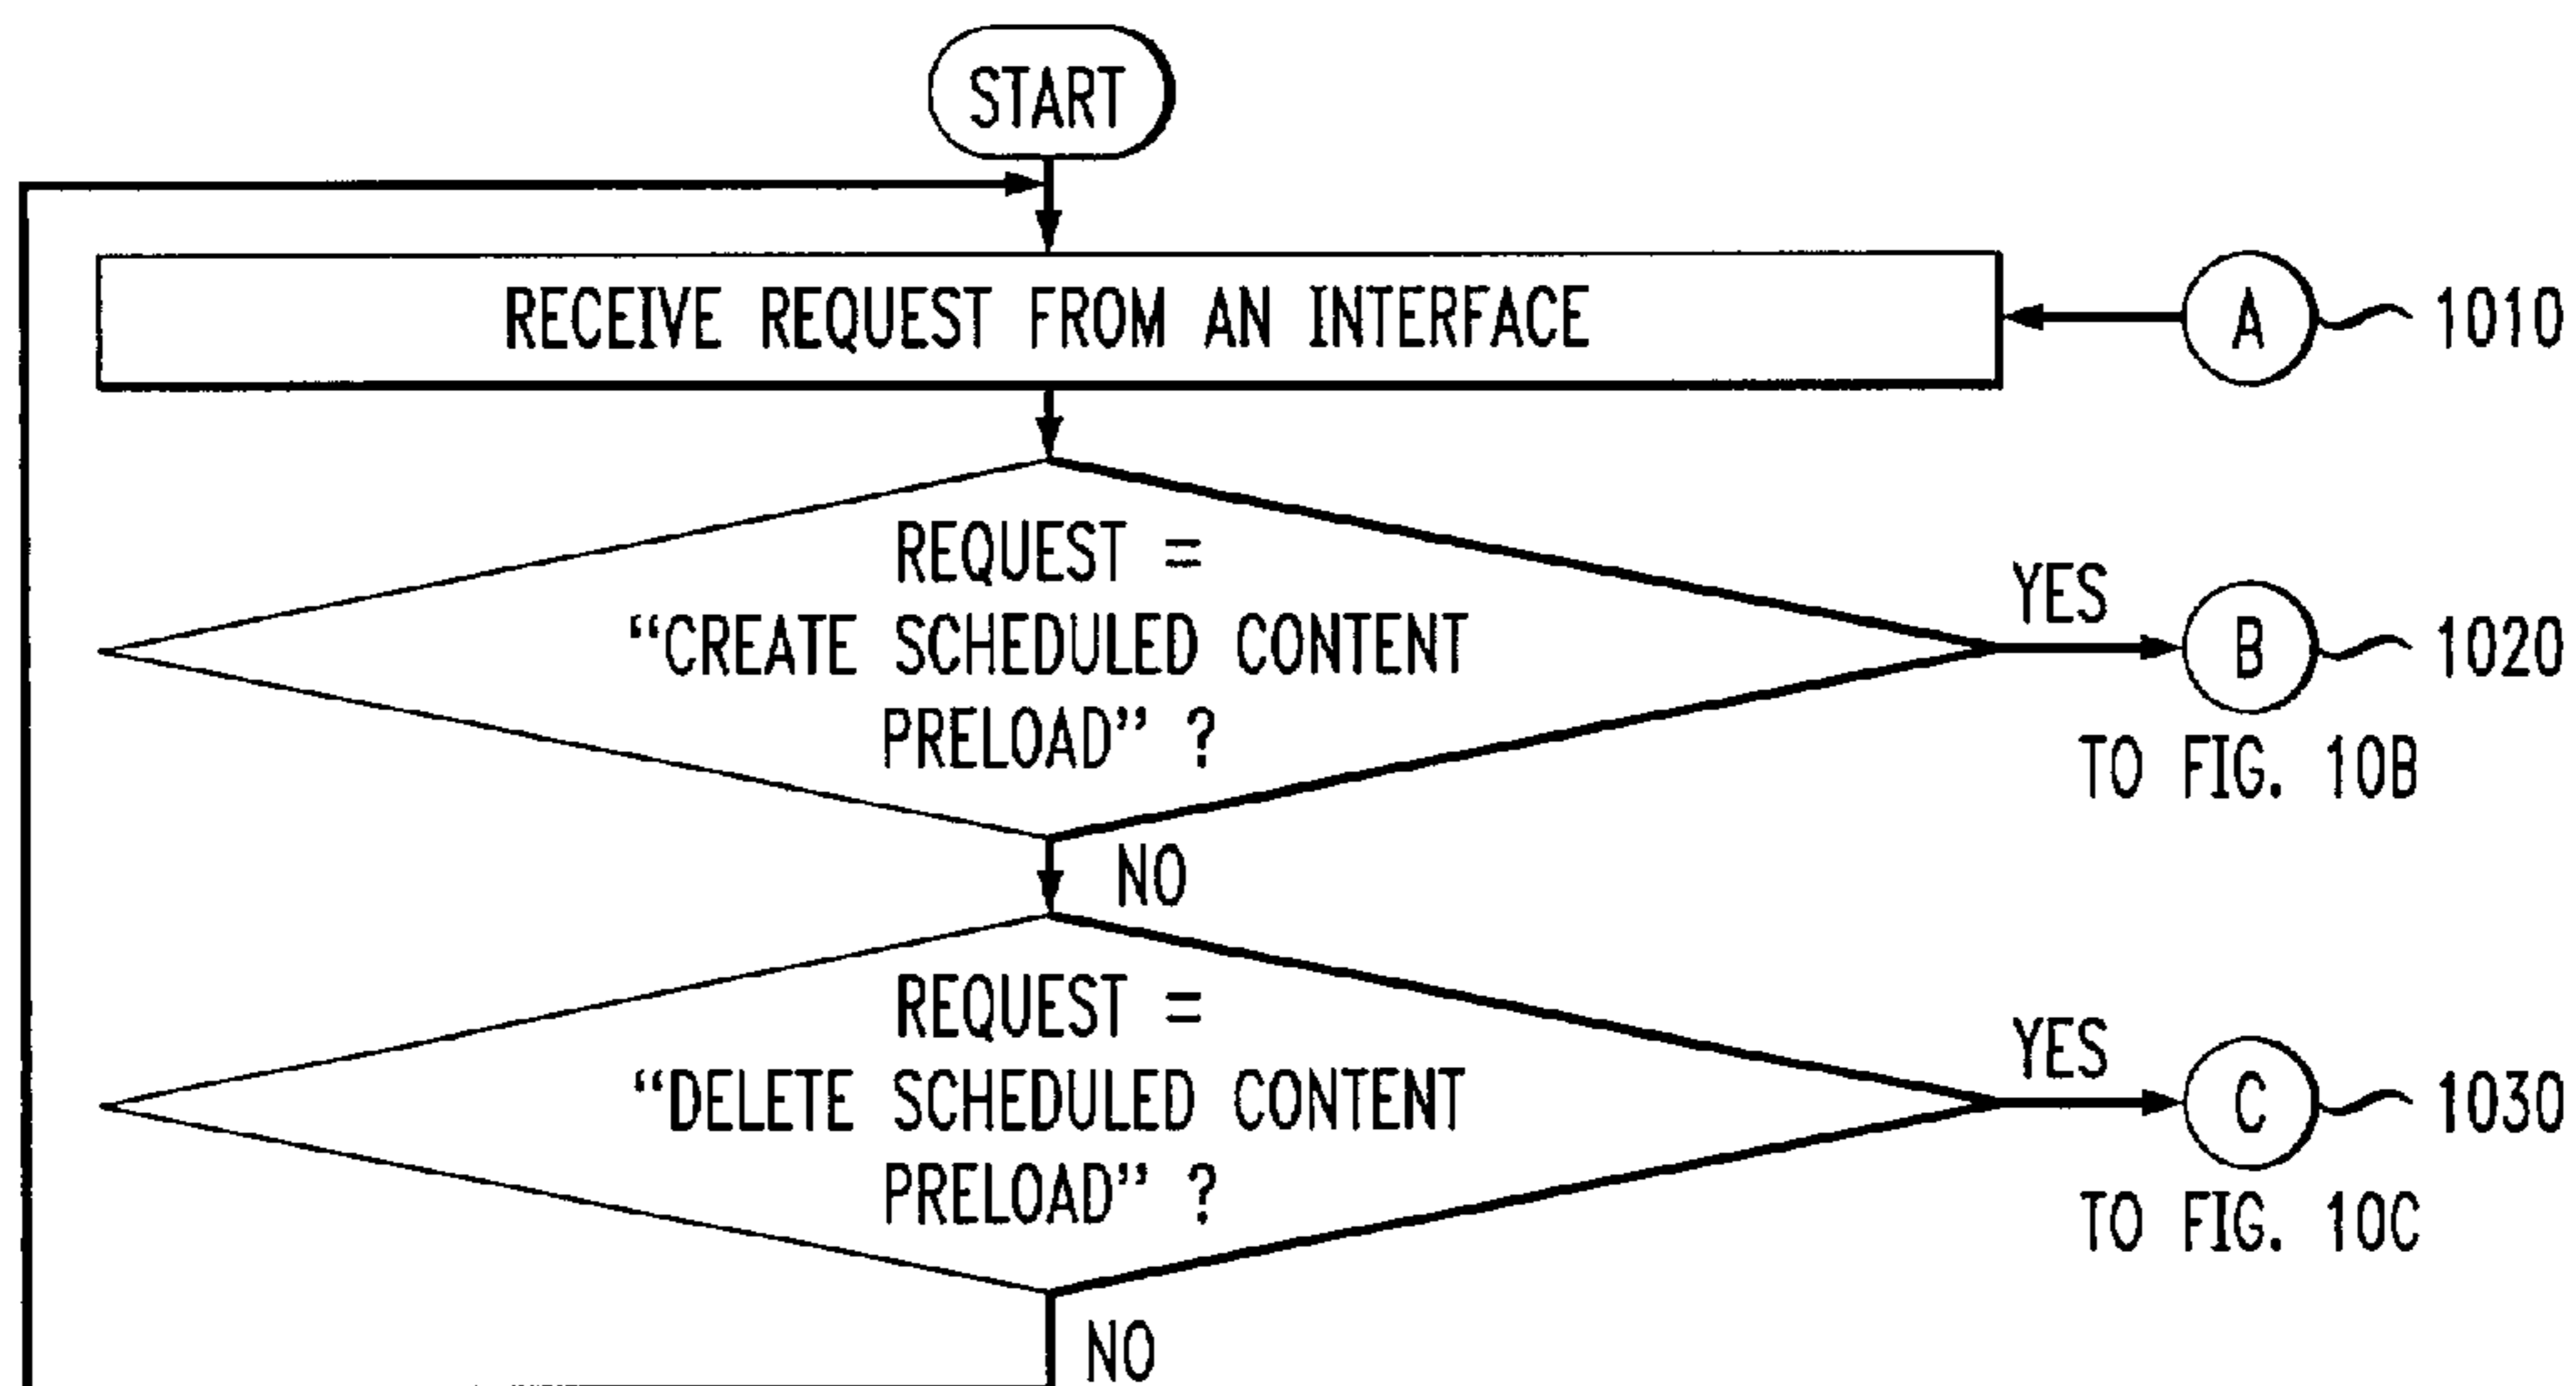 START
RECEIVE REQUEST FROM AN INTERFACE
A
1010
REQUEST =
“CREATE SCHEDULED CONTENT
PRELOAD” ?
YES
B
1020
TO FIG. 10B
NO
REQUEST =
“DELETE SCHEDULED CONTENT
PRELOAD” ?
YES
C
1030
TO FIG. 10C
NO